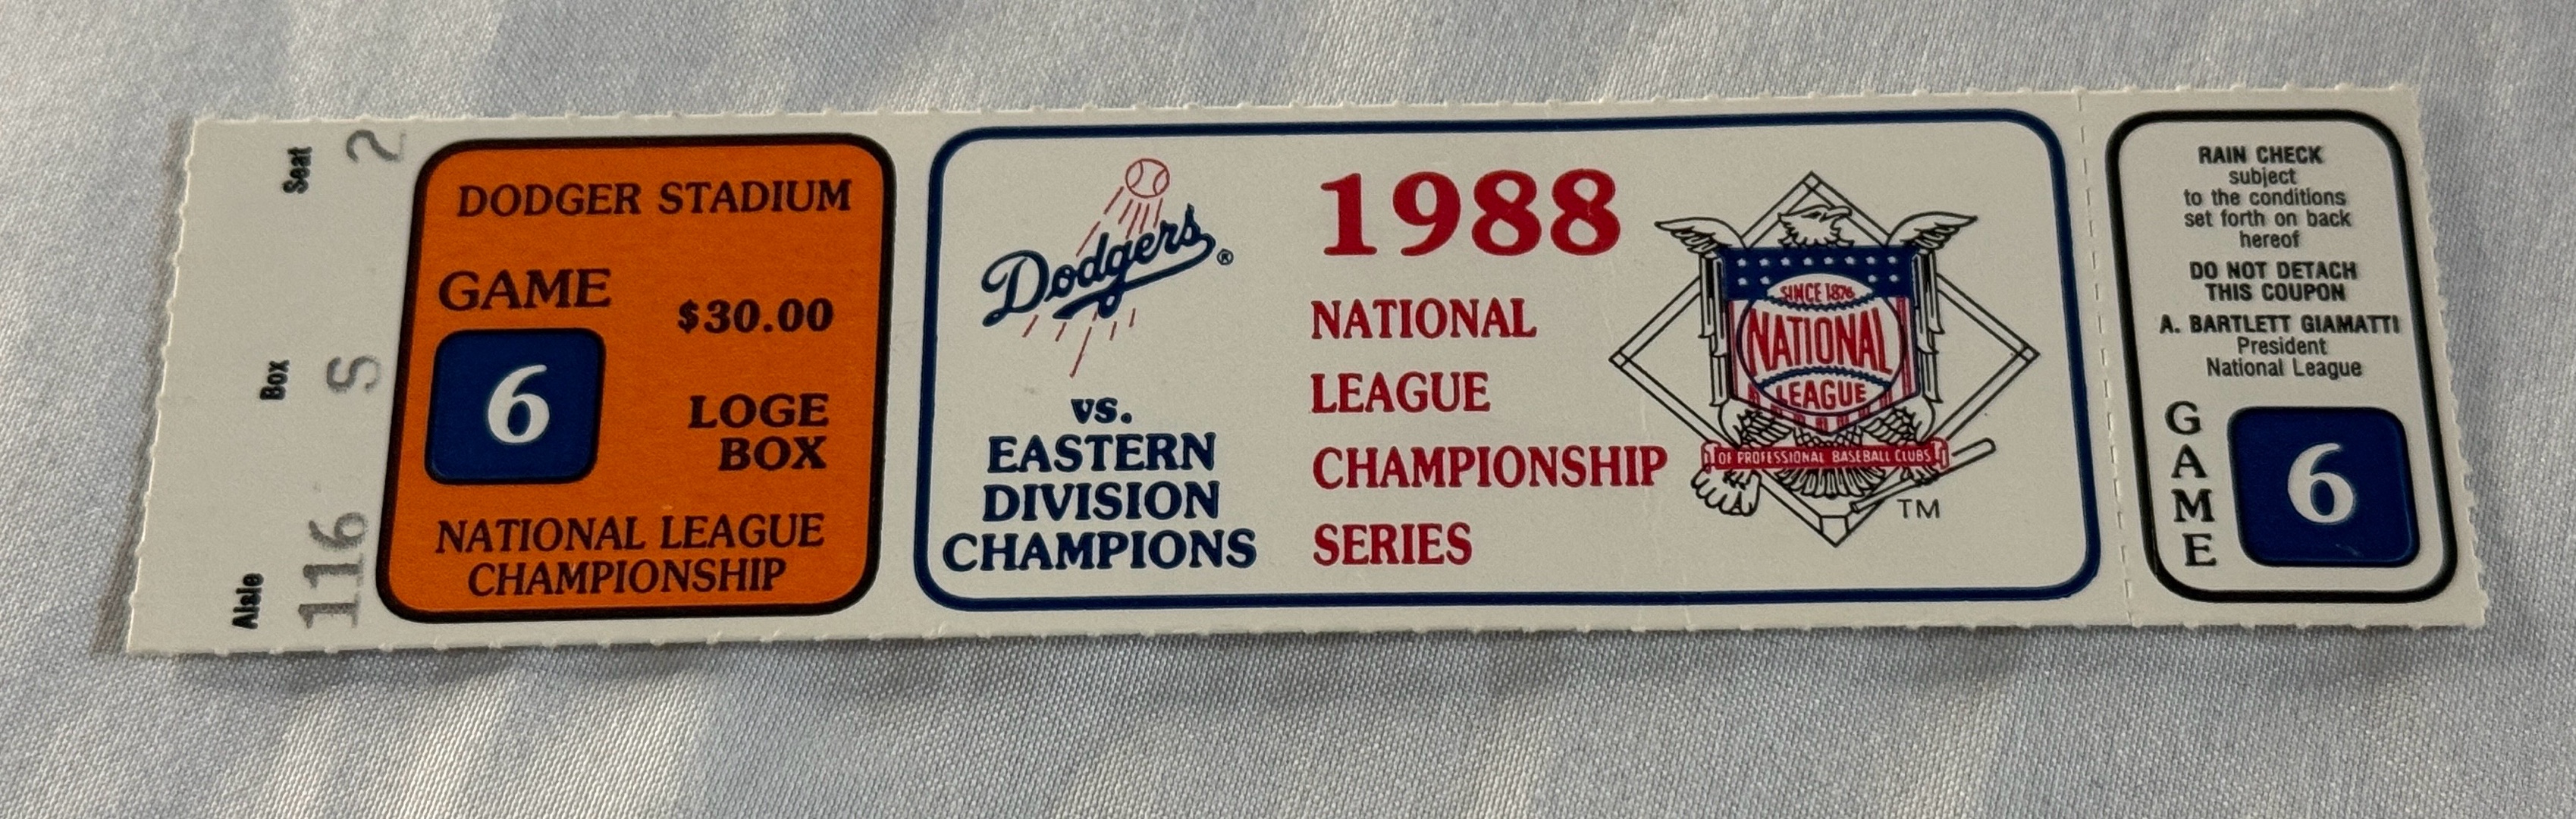 Seat 2
Box S
Aisle 116
DODGER STADIUM
GAME
6
$30.00
LOGE
BOX
NATIONAL LEAGUE
CHAMPIONSHIP
Dodgers®
vs.
EASTERN
DIVISION
CHAMPIONS
1988
NATIONAL
LEAGUE
CHAMPIONSHIP
SERIES
SINCE 1876
NATIONAL
LEAGUE
OF PROFESSIONAL BASEBALL CLUBS
TM
RAIN CHECK
subject
to the conditions
set forth on back
hereof
DO NOT DETACH
THIS COUPON
A. BARTLETT GIAMATTI
President
National League
GAME
6